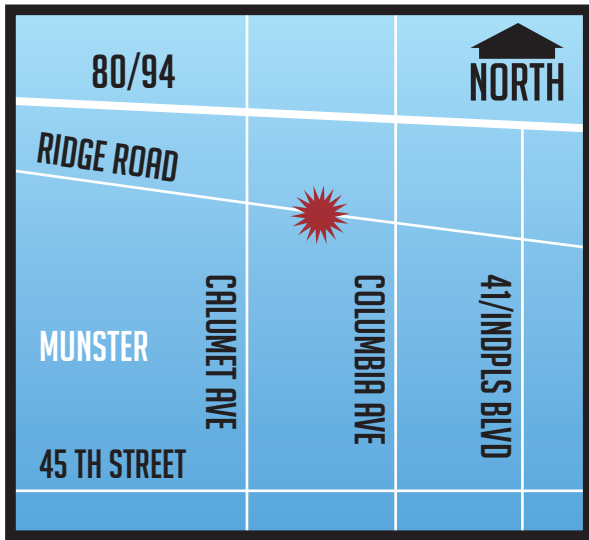 80/94
NORTH
RIDGE ROAD
CALUMET AVE
COLUMBIA AVE
41/INDPLS BLVD
MUNSTER
45 TH STREET